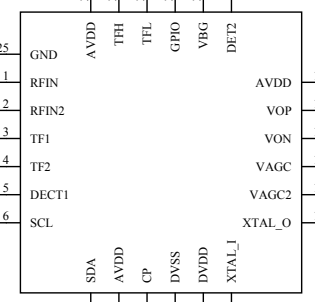 AVDD TFH TFL GPIO VBG DET2
25 GND
1 RFIN AVDD
2 RFIN2 VOP
3 TF1 VON
4 TF2 VAGC
5 DECT1 VAGC2
6 SCL XTAL_O
SDA AVDD CP DVSS DVDD XTAL_I